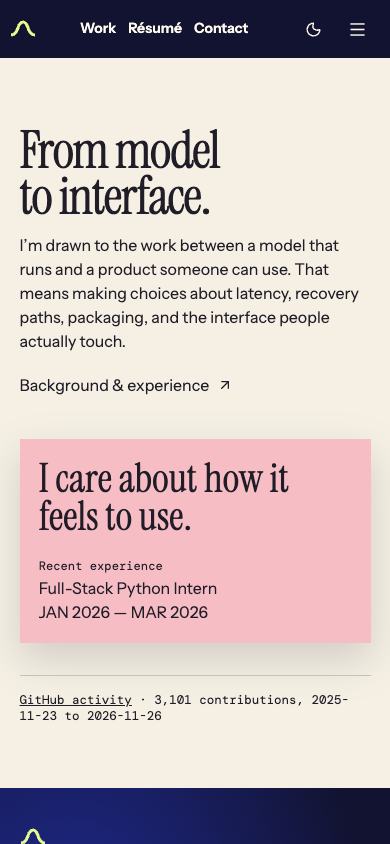 Work Résumé Contact
From model
to interface.
I’m drawn to the work between a model that
runs and a product someone can use. That
means making choices about latency, recovery
paths, packaging, and the interface people
actually touch.
Background & experience ↗
I care about how it
feels to use.
Recent experience
Full-Stack Python Intern
JAN 2026 — MAR 2026
GitHub activity · 3,101 contributions, 2025-
11-23 to 2026-11-26